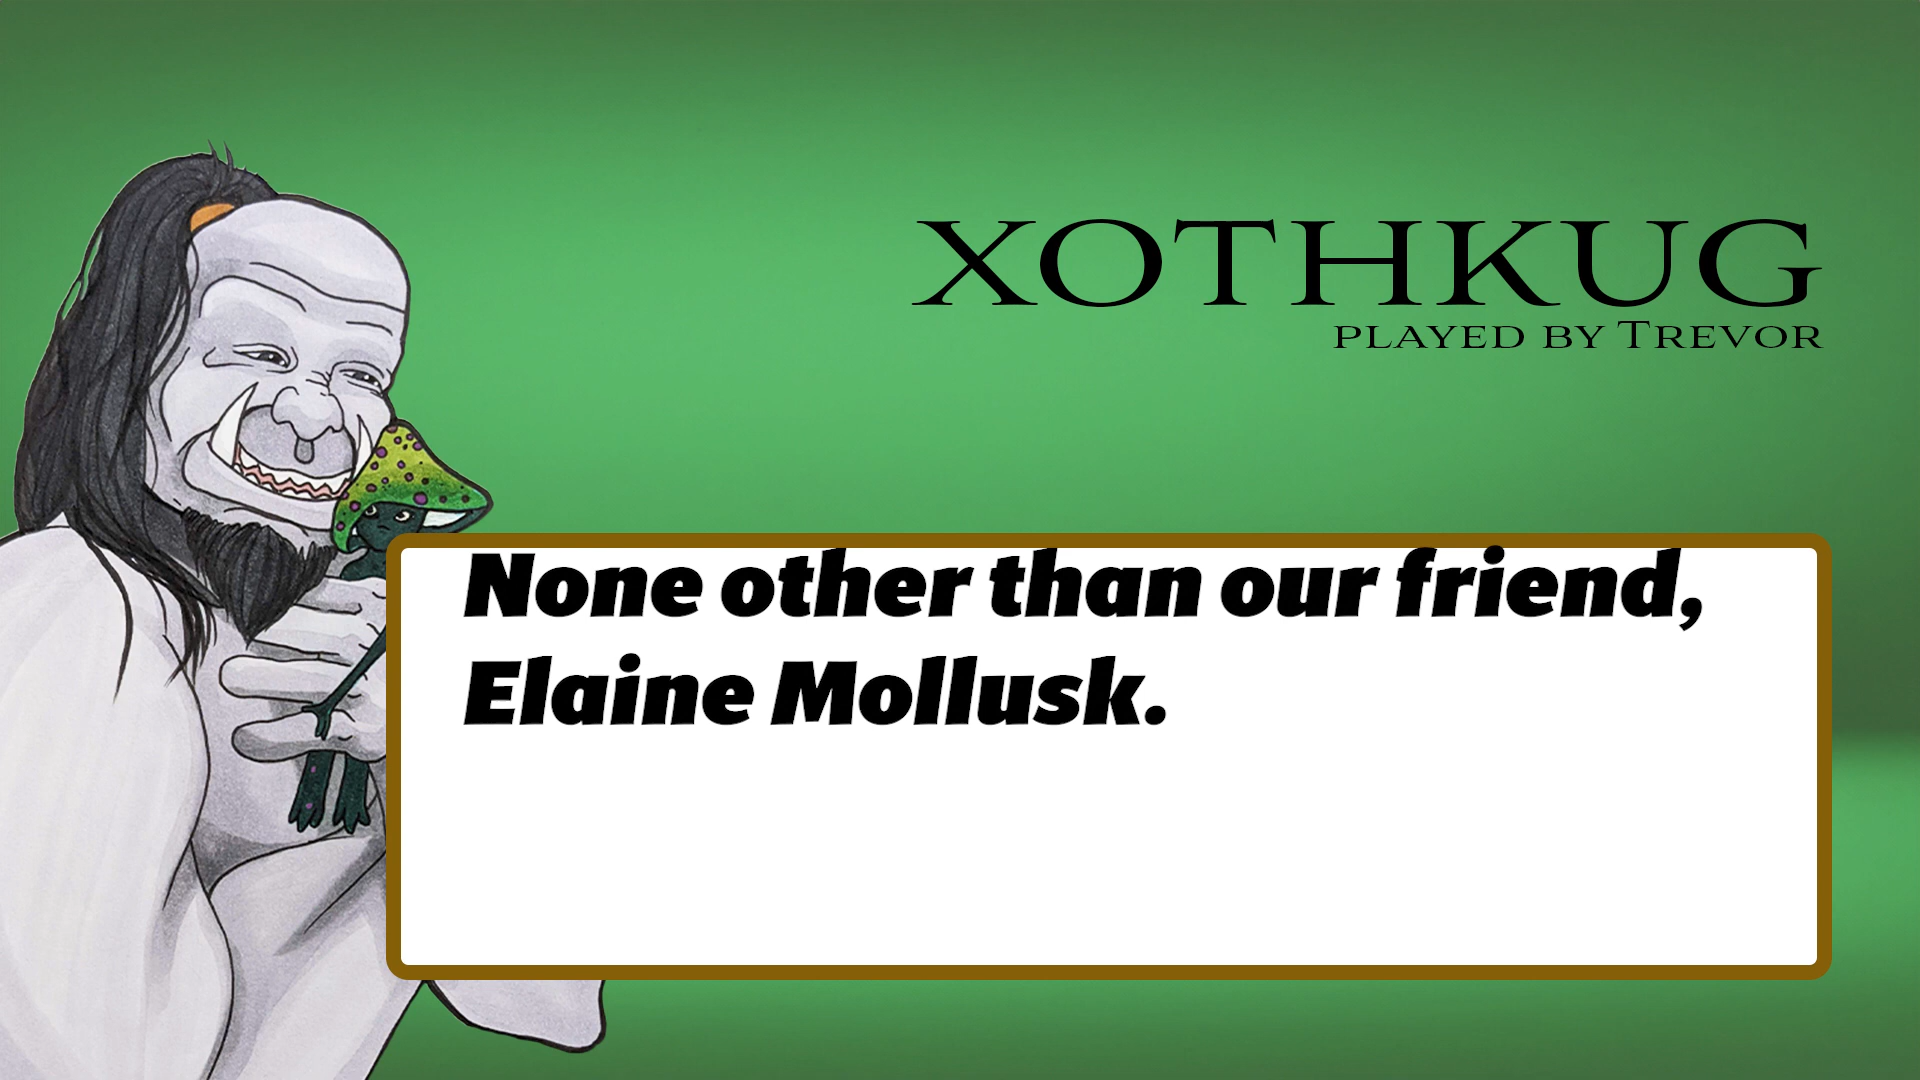 XOTHKUG
PLAYED BY TREVOR
None other than our friend,
Elaine Mollusk.